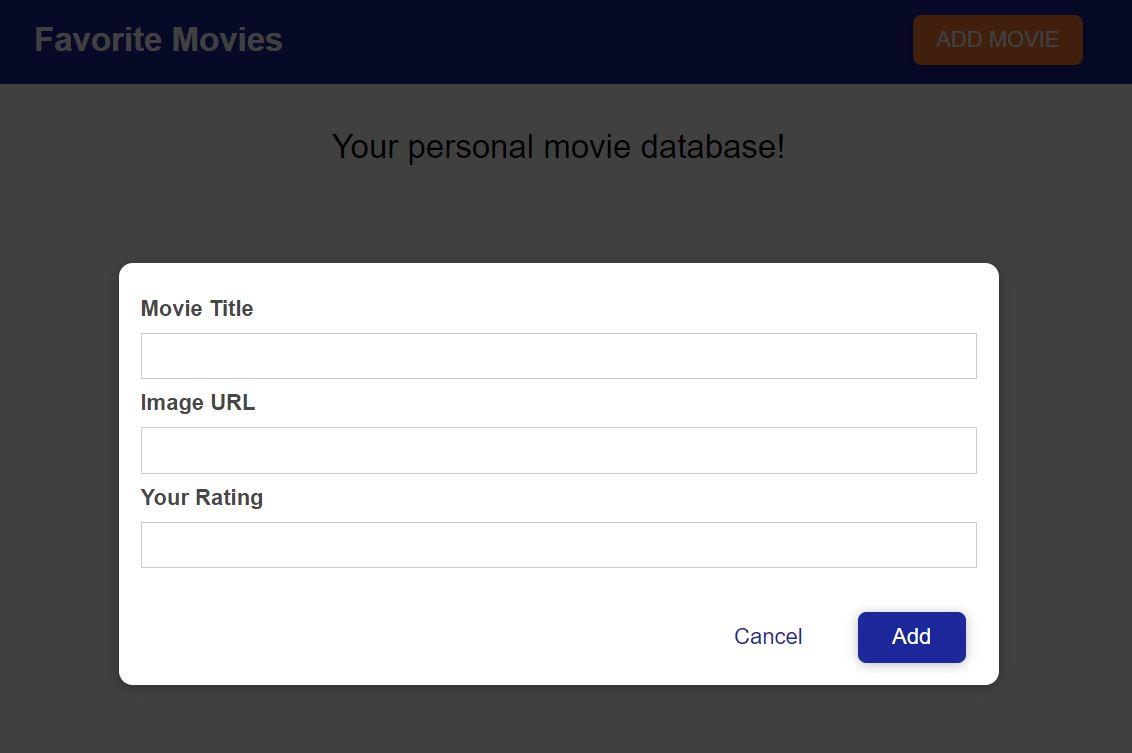 Favorite Movies
ADD MOVIE
Your personal movie database!
Movie Title
Image URL
Your Rating
Cancel
Add